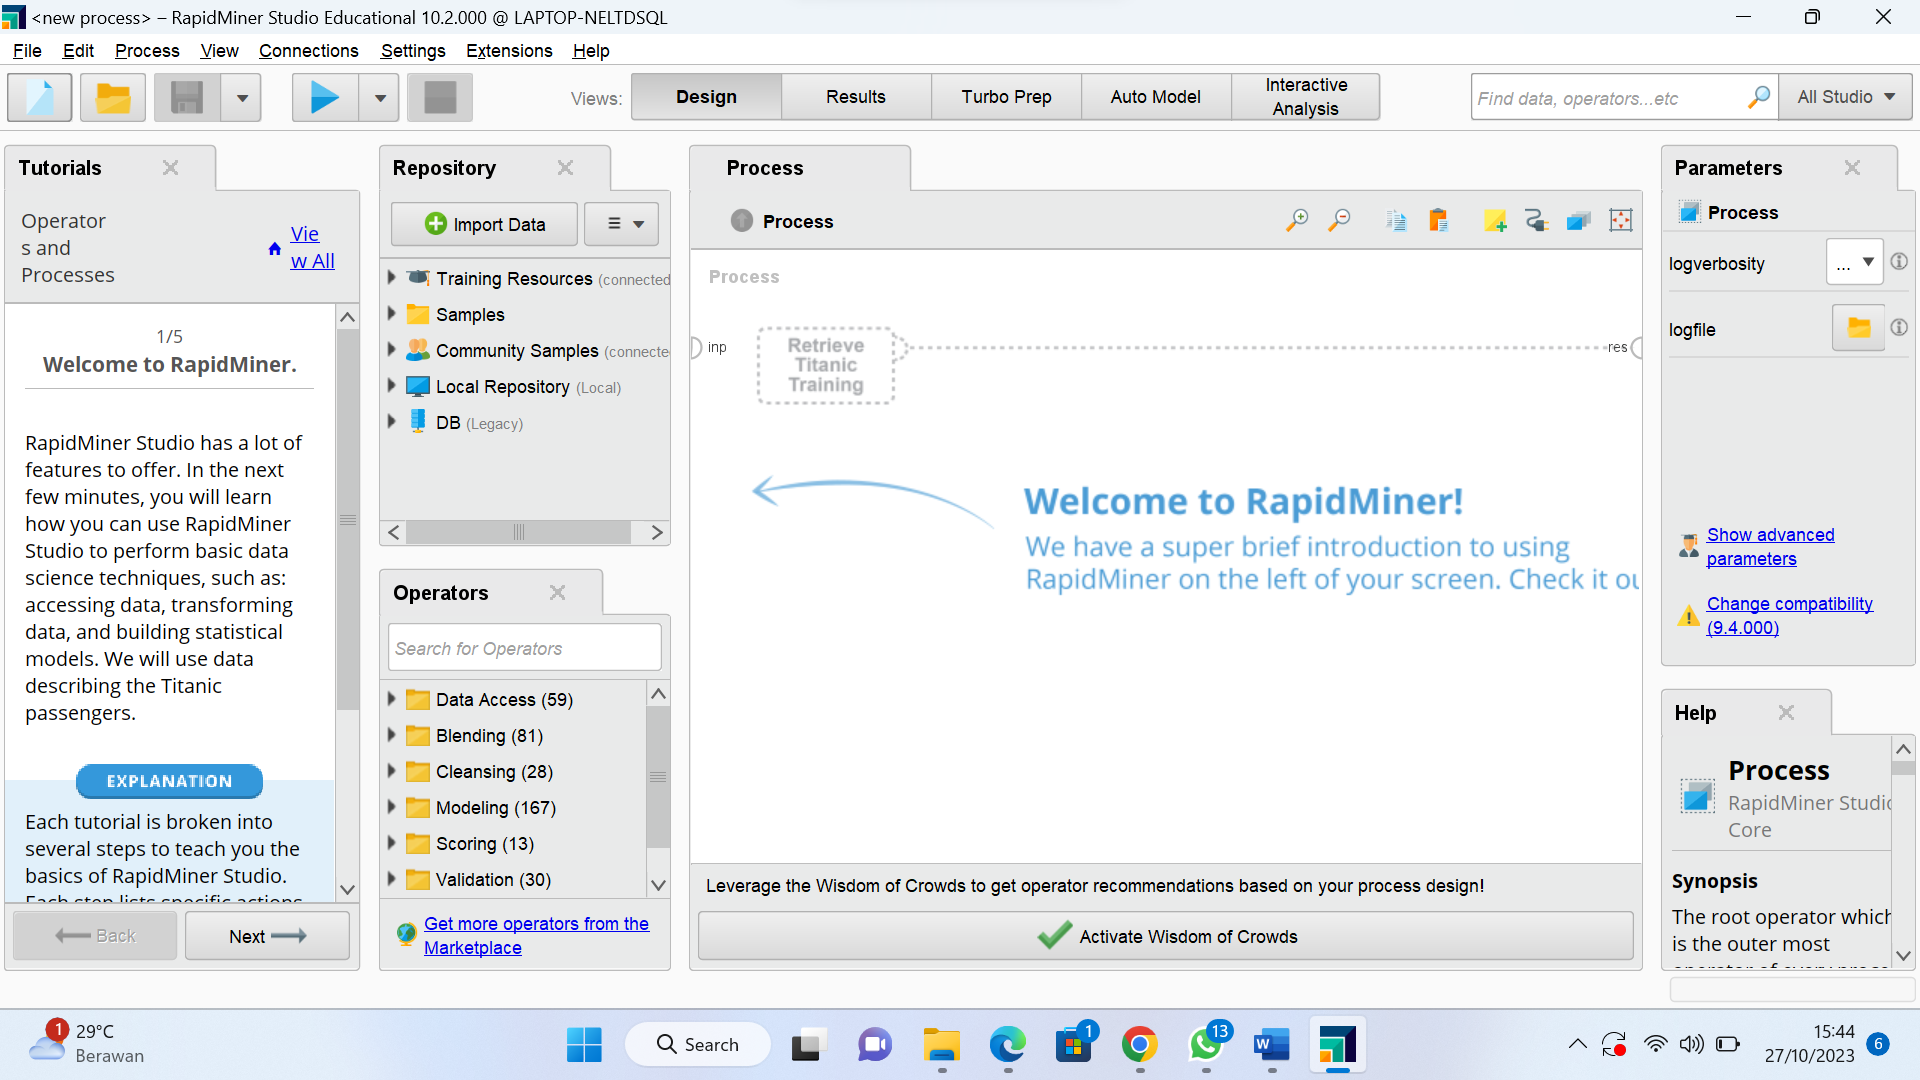 <new process> – RapidMiner Studio Educational 10.2.000 @ LAPTOP-NELTDSQL
File Edit Process View Connections Settings Extensions Help
Views: Design Results Turbo Prep Auto Model Interactive Analysis
Find data, operators...etc All Studio
Tutorials
Operator
s and
Processes
Vie
w All
1/5
Welcome to RapidMiner.
RapidMiner Studio has a lot of
features to offer. In the next
few minutes, you will learn
how you can use RapidMiner
Studio to perform basic data
science techniques, such as:
accessing data, transforming
data, and building statistical
models. We will use data
describing the Titanic
passengers.
EXPLANATION
Each tutorial is broken into
several steps to teach you the
basics of RapidMiner Studio.
Each step lists specific actions
Back Next
Repository
Import Data
Training Resources (connected
Samples
Community Samples (connecte
Local Repository (Local)
DB (Legacy)
Operators
Search for Operators
Data Access (59)
Blending (81)
Cleansing (28)
Modeling (167)
Scoring (13)
Validation (30)
Get more operators from the
Marketplace
Process
Process
Process
inp
Retrieve
Titanic
Training
res
Welcome to RapidMiner!
We have a super brief introduction to using
RapidMiner on the left of your screen. Check it ou
Leverage the Wisdom of Crowds to get operator recommendations based on your process design!
Activate Wisdom of Crowds
Parameters
Process
logverbosity ...
logfile
Show advanced
parameters
Change compatibility
(9.4.000)
Help
Process
RapidMiner Studio
Core
Synopsis
The root operator which
is the outer most
1
29°C
Berawan
Search
1
13
15:44
27/10/2023
6